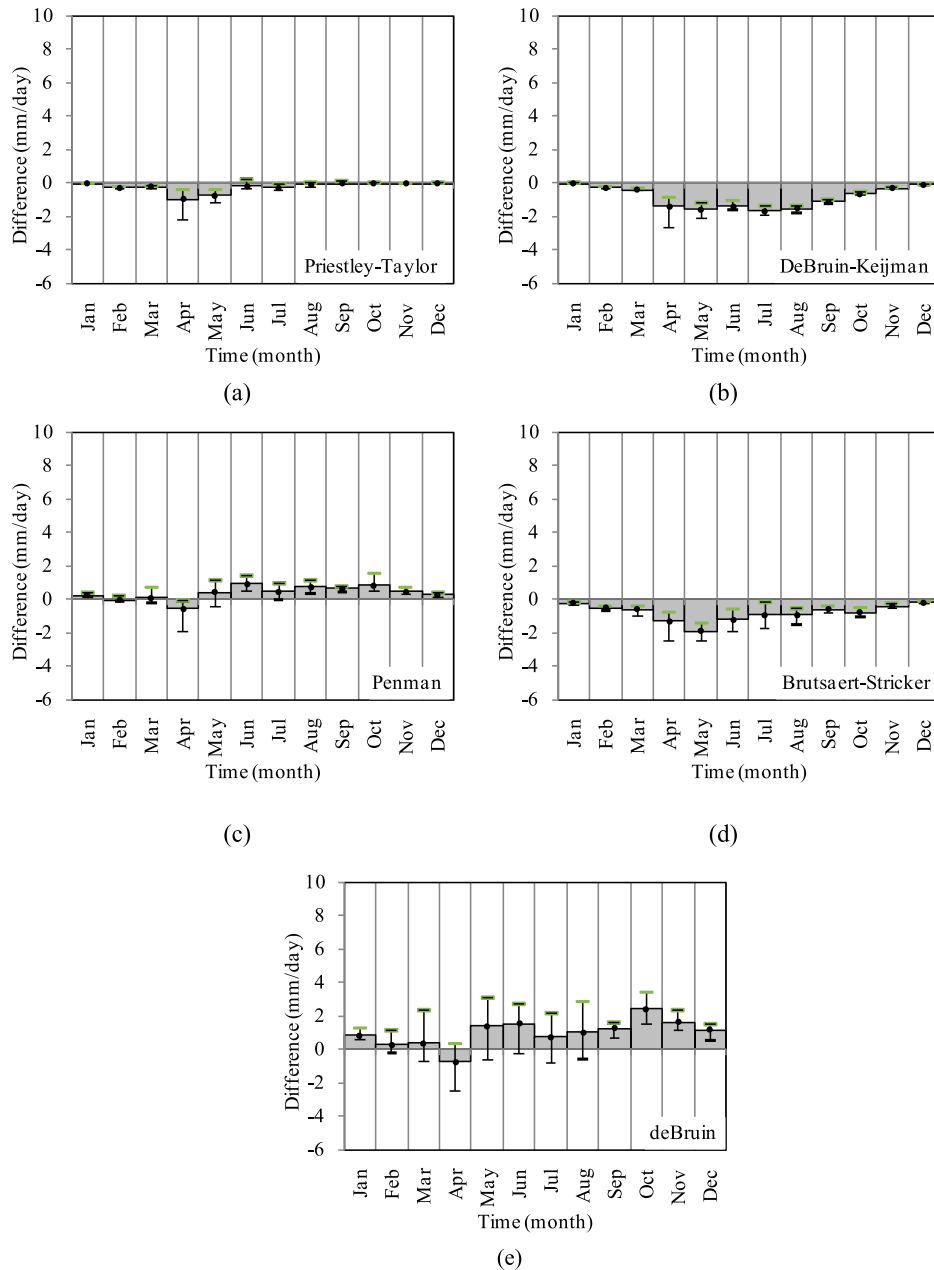 10
8
6
4
2
0
-2
-4
-6
Difference (mm/day)
Priestley-Taylor
Jan Feb Mar Apr May Jun Jul Aug Sep Oct Nov Dec
Time (month)
(a)
10
8
6
4
2
0
-2
-4
-6
Difference (mm/day)
DeBruin-Keijman
Jan Feb Mar Apr May Jun Jul Aug Sep Oct Nov Dec
Time (month)
(b)
10
8
6
4
2
0
-2
-4
-6
Difference (mm/day)
Penman
Jan Feb Mar Apr May Jun Jul Aug Sep Oct Nov Dec
Time (month)
(c)
10
8
6
4
2
0
-2
-4
-6
Difference (mm/day)
Brutsaert-Stricker
Jan Feb Mar Apr May Jun Jul Aug Sep Oct Nov Dec
Time (month)
(d)
10
8
6
4
2
0
-2
-4
-6
Difference (mm/day)
deBruin
Jan Feb Mar Apr May Jun Jul Aug Sep Oct Nov Dec
Time (month)
(e)